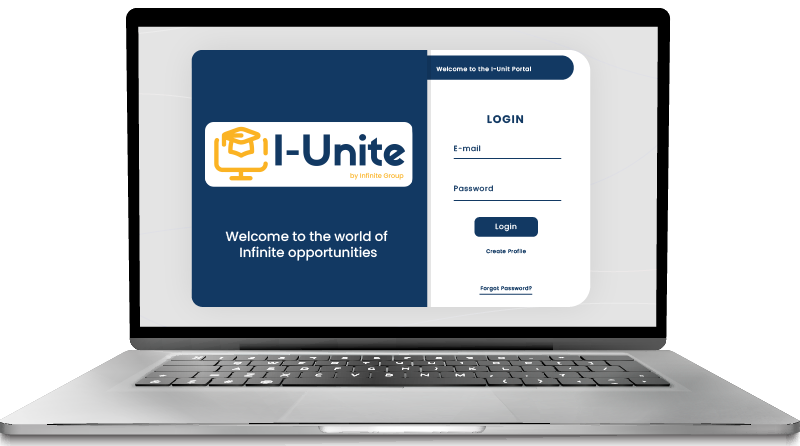 Welcome to the I-Unit Portal
I-Unite
by Infinite Group
Welcome to the world of
Infinite opportunities
LOGIN
E-mail
Password
Login
Create Profile
Forgot Password?